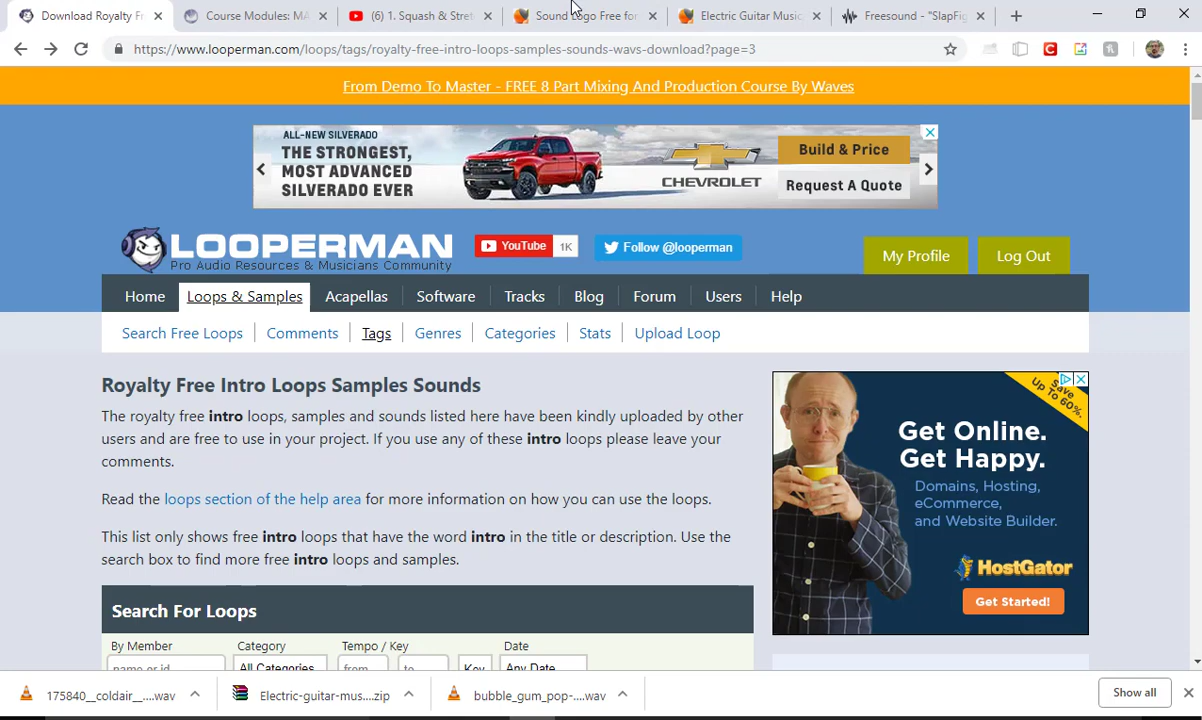 Download Royalty Fr
Course Modules: MA
(6) 1. Squash & Stre
Sound Logo Free for
Electric Guitar Music
Freesound - "SlapFig
https://www.looperman.com/loops/tags/royalty-free-intro-loops-samples-sounds-wavs-download?page=3
From Demo To Master - FREE 8 Part Mixing And Production Course By Waves
ALL-NEW SILVERADO
THE STRONGEST,
MOST ADVANCED
SILVERADO EVER
CHEVROLET
Build & Price
Request A Quote
LOOPERMAN
Pro Audio Resources & Musicians Community
YouTube 1K
Follow @looperman
My Profile
Log Out
Home Loops & Samples Acapellas Software Tracks Blog Forum Users Help
Search Free Loops Comments Tags Genres Categories Stats Upload Loop
Royalty Free Intro Loops Samples Sounds
The royalty free intro loops, samples and sounds listed here have been kindly uploaded by other
users and are free to use in your project. If you use any of these intro loops please leave your
comments.
Read the loops section of the help area for more information on how you can use the loops.
This list only shows free intro loops that have the word intro in the title or description. Use the
search box to find more free intro loops and samples.
Save
Up To 60%.
Get Online.
Get Happy.
Domains, Hosting,
eCommerce,
and Website Builder.
HostGator
Get Started!
Search For Loops
By Member Category Tempo / Key Date
name or id All Categories from to Key Any Date
175840__coldair__....wav
Electric-guitar-mus....zip
bubble_gum_pop-....wav
Show all